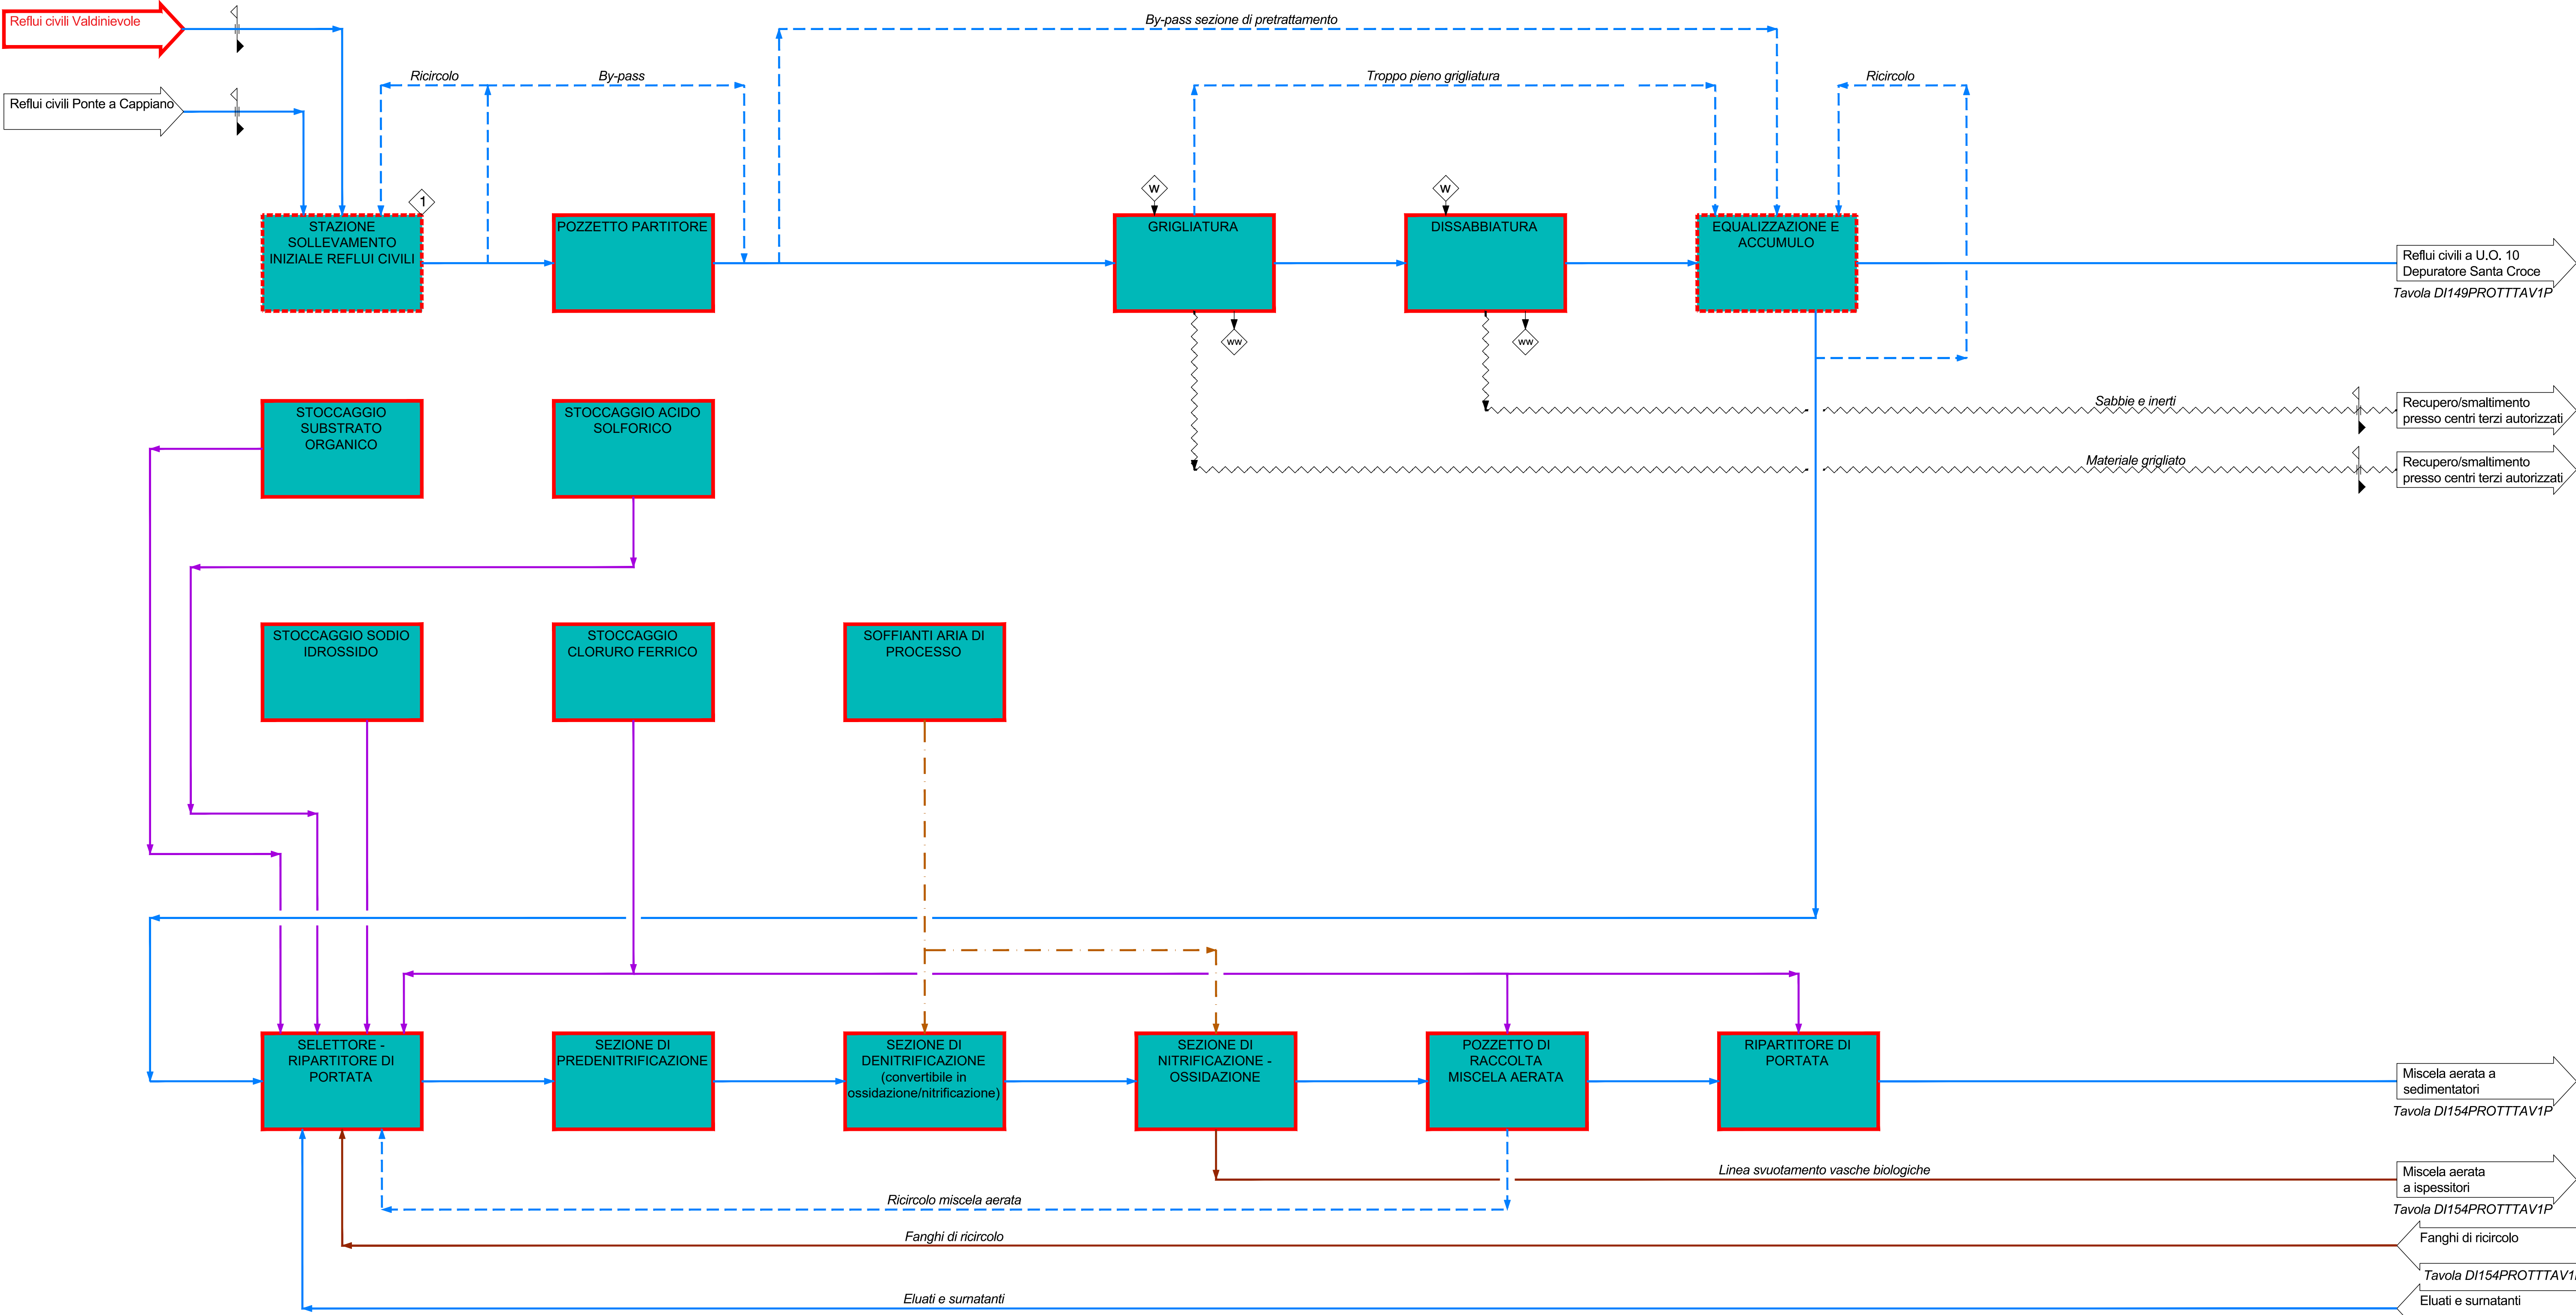 Reflui civili Valdinievole
By-pass sezione di pretrattamento
Ricircolo
By-pass
Troppo pieno grigliatura
Ricircolo
Reflui civili Ponte a Cappiano
1
W
W
STAZIONE
SOLLEVAMENTO
INIZIALE REFLUI CIVILI
POZZETTO PARTITORE
GRIGLIATURA
DISSABBIATURA
EQUALIZZAZIONE E
ACCUMULO
Reflui civili a U.O. 10
Depuratore Santa Croce
Tavola DI149PROTTTAV1P
WW
WW
Sabbie e inerti
Recupero/smaltimento
presso centri terzi autorizzati
Materiale grigliato
Recupero/smaltimento
presso centri terzi autorizzati
STOCCAGGIO
SUBSTRATO
ORGANICO
STOCCAGGIO ACIDO
SOLFORICO
STOCCAGGIO SODIO
IDROSSIDO
STOCCAGGIO
CLORURO FERRICO
SOFFIANTI ARIA DI
PROCESSO
SELETTORE -
RIPARTITORE DI
PORTATA
SEZIONE DI
PREDENITRIFICAZIONE
SEZIONE DI
DENITRIFICAZIONE
(convertibile in
ossidazione/nitrificazione)
SEZIONE DI
NITRIFICAZIONE -
OSSIDAZIONE
POZZETTO DI
RACCOLTA
MISCELA AERATA
RIPARTITORE DI
PORTATA
Miscela aerata a
sedimentatori
Tavola DI154PROTTTAV1P
Linea svuotamento vasche biologiche
Miscela aerata
a ispessitori
Tavola DI154PROTTTAV1P
Ricircolo miscela aerata
Fanghi di ricircolo
Fanghi di ricircolo
Tavola DI154PROTTTAV1
Eluati e surnatanti
Eluati e surnatanti